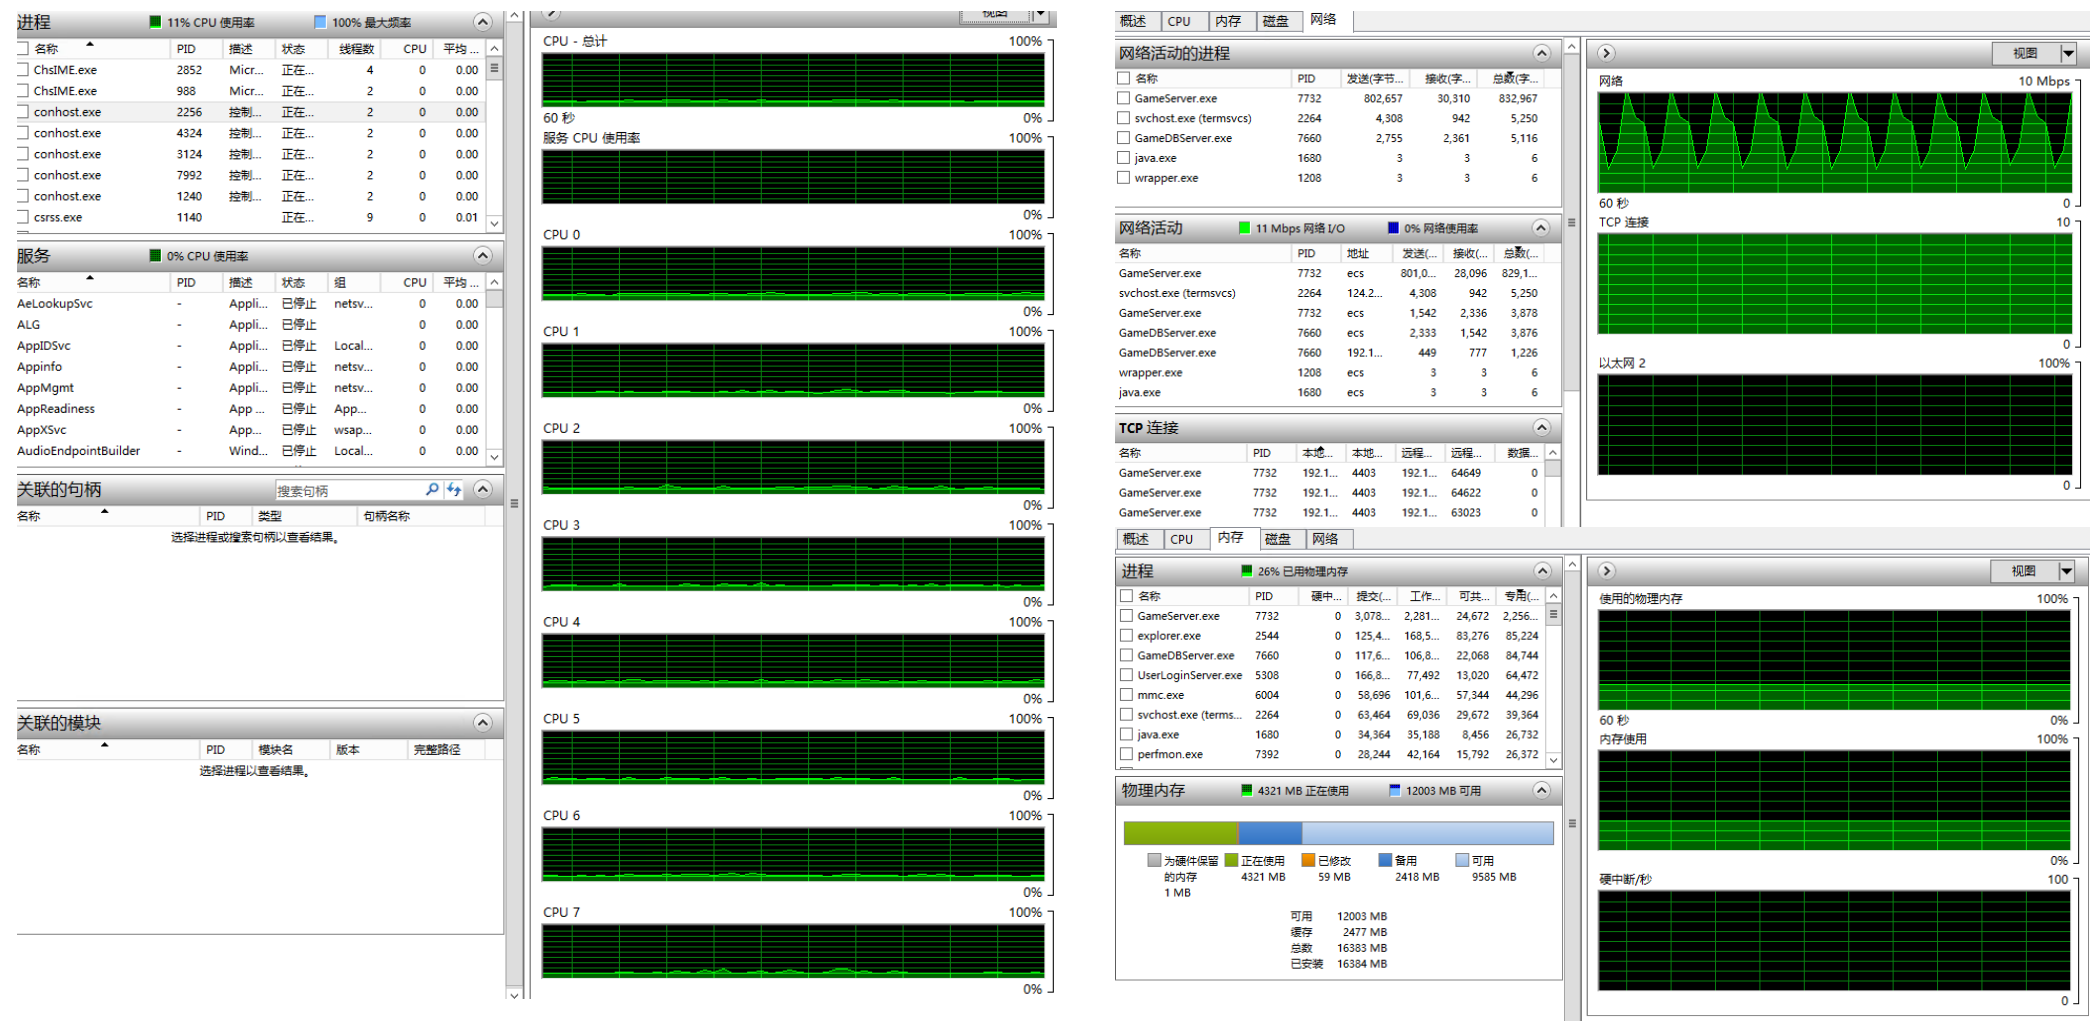 进程 11% CPU 使用率 100% 最大频率
名称 PID 描述 状态 线程数 CPU 平均 ...
ChsIME.exe 2852 Micr... 正在... 4 0 0.00
ChsIME.exe 988 Micr... 正在... 2 0 0.00
conhost.exe 2256 控制... 正在... 2 0 0.00
conhost.exe 4324 控制... 正在... 2 0 0.00
conhost.exe 3124 控制... 正在... 2 0 0.00
conhost.exe 7992 控制... 正在... 2 0 0.00
conhost.exe 1240 控制... 正在... 2 0 0.00
csrss.exe 1140 正在... 9 0 0.01
服务 0% CPU 使用率
名称 PID 描述 状态 组 CPU 平均 ...
AeLookupSvc - Appli... 已停止 netsv... 0 0.00
ALG - Appli... 已停止 0 0.00
AppIDSvc - Appli... 已停止 Local... 0 0.00
Appinfo - Appli... 已停止 netsv... 0 0.00
AppMgmt - Appli... 已停止 netsv... 0 0.00
AppReadiness - App ... 已停止 App... 0 0.00
AppXSvc - App... 已停止 wsap... 0 0.00
AudioEndpointBuilder - Wind... 已停止 Local... 0 0.00
关联的句柄 搜索句柄
名称 PID 类型 句柄名称
选择进程或搜索句柄以查看结果。
关联的模块
名称 PID 模块名 版本 完整路径
选择进程以查看结果。
视图
CPU - 总计 100%
60 秒 0%
服务 CPU 使用率 100%
0%
CPU 0 100%
0%
CPU 1 100%
0%
CPU 2 100%
0%
CPU 3 100%
0%
CPU 4 100%
0%
CPU 5 100%
0%
CPU 6 100%
0%
CPU 7 100%
0%
概述 CPU 内存 磁盘 网络
网络活动的进程
名称 PID 发送(字节... 接收(字... 总数(字...
GameServer.exe 7732 802,657 30,310 832,967
svchost.exe (termsvcs) 2264 4,308 942 5,250
GameDBServer.exe 7660 2,755 2,361 5,116
java.exe 1680 3 3 6
wrapper.exe 1208 3 3 6
网络活动 11 Mbps 网络 I/O 0% 网络使用率
名称 PID 地址 发送(... 接收(... 总数(...
GameServer.exe 7732 ecs 801,0... 28,096 829,1...
svchost.exe (termsvcs) 2264 124.2... 4,308 942 5,250
GameServer.exe 7732 ecs 1,542 2,336 3,878
GameDBServer.exe 7660 ecs 2,333 1,542 3,876
GameDBServer.exe 7660 192.1... 449 777 1,226
wrapper.exe 1208 ecs 3 3 6
java.exe 1680 ecs 3 3 6
TCP 连接
名称 PID 本地... 本地... 远程... 远程... 数据...
GameServer.exe 7732 192.1... 4403 192.1... 64649 0
GameServer.exe 7732 192.1... 4403 192.1... 64622 0
GameServer.exe 7732 192.1... 4403 192.1... 63023 0
视图
网络 10 Mbps
60 秒 0
TCP 连接 10
0
以太网 2 100%
0
概述 CPU 内存 磁盘 网络
进程 26% 已用物理内存
名称 PID 硬中... 提交(... 工作... 可共... 专用(...
GameServer.exe 7732 0 3,078... 2,281... 24,672 2,256...
explorer.exe 2544 0 125,4... 168,5... 83,276 85,224
GameDBServer.exe 7660 0 117,6... 106,8... 22,068 84,744
UserLoginServer.exe 5308 0 166,8... 77,492 13,020 64,472
mmc.exe 6004 0 58,696 101,6... 57,344 44,296
svchost.exe (terms... 2264 0 63,464 69,036 29,672 39,364
java.exe 1680 0 34,364 35,188 8,456 26,732
perfmon.exe 7392 0 28,244 42,164 15,792 26,372
物理内存 4321 MB 正在使用 12003 MB 可用
为硬件保留的内存 正在使用 已修改 备用 可用
1 MB 4321 MB 59 MB 2418 MB 9585 MB
可用 12003 MB
缓存 2477 MB
总数 16383 MB
已安装 16384 MB
视图
使用的物理内存 100%
60 秒 0%
内存使用 100%
0%
硬中断/秒 100
0